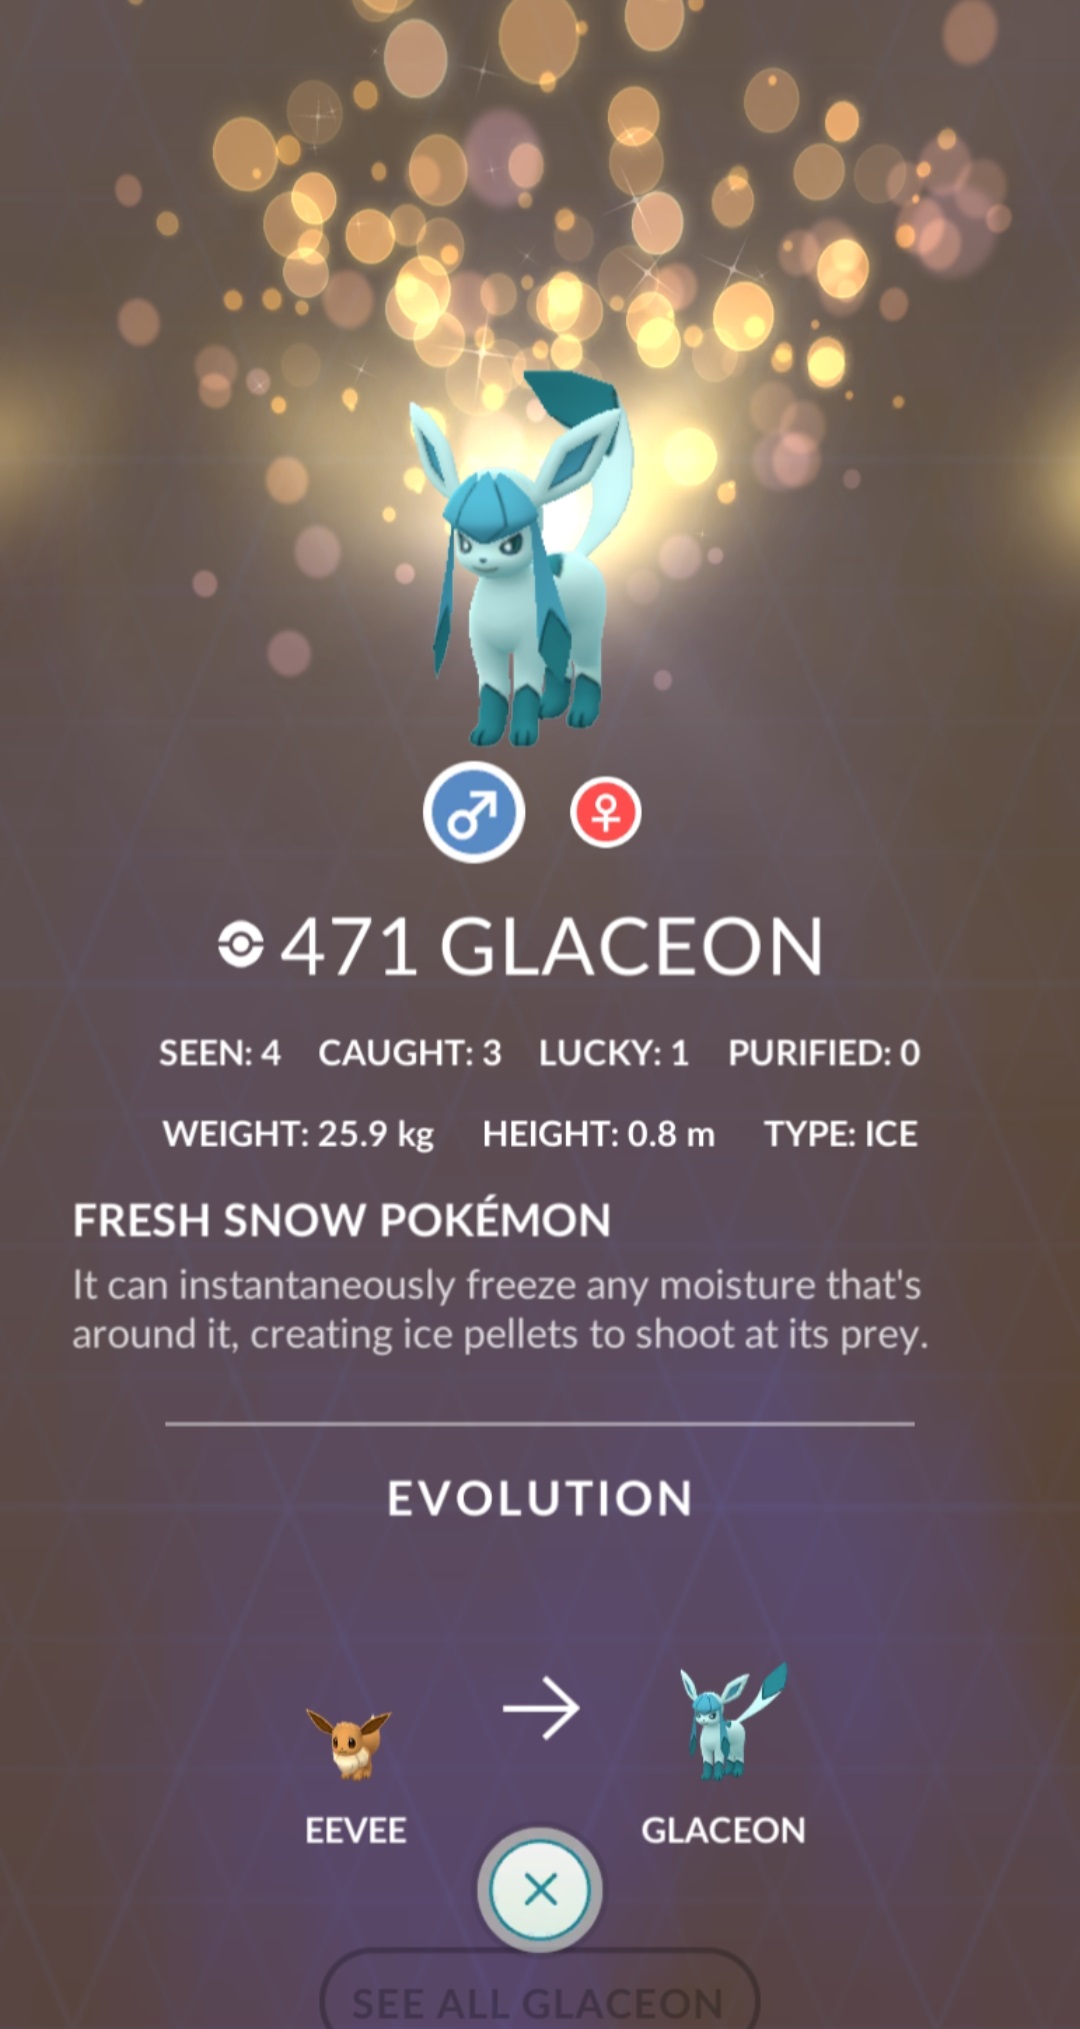 471 GLACEON
SEEN: 4 CAUGHT: 3 LUCKY: 1 PURIFIED: 0
WEIGHT: 25.9 kg HEIGHT: 0.8 m TYPE: ICE
FRESH SNOW POKÉMON
It can instantaneously freeze any moisture that's
around it, creating ice pellets to shoot at its prey.
EVOLUTION
EEVEE GLACEON
SEE ALL GLACEON